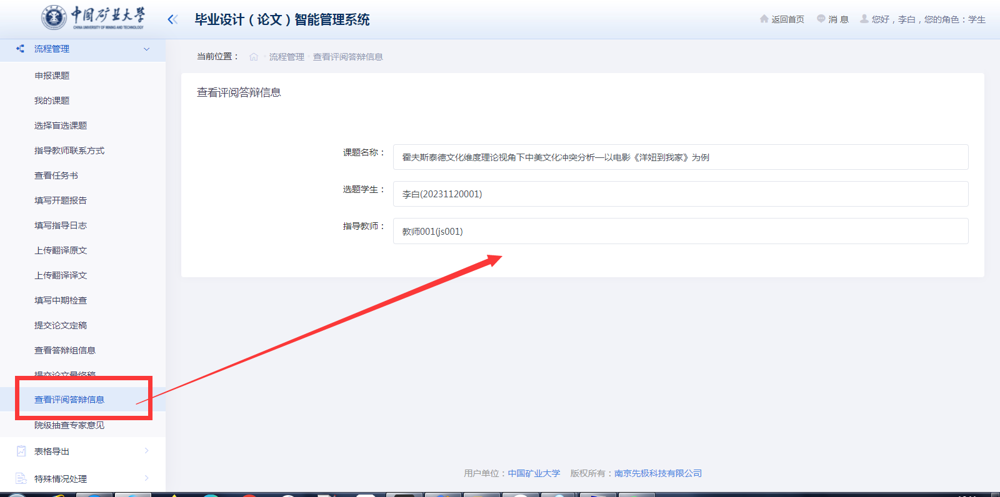 中国矿业大学
CHINA UNIVERSITY OF MINING AND TECHNOLOGY
毕业设计（论文）智能管理系统
返回首页 消 息 您好，李白，您的角色：学生
流程管理
申报课题
我的课题
选择盲选课题
指导教师联系方式
查看任务书
填写开题报告
填写指导日志
上传翻译原文
上传翻译译文
填写中期检查
提交论文定稿
查看答辩组信息
提交论文最终稿
查看评阅答辩信息
院级抽查专家意见
表格导出
特殊情况处理
当前位置： 流程管理 查看评阅答辩信息
查看评阅答辩信息
课题名称： 霍夫斯泰德文化维度理论视角下中美文化冲突分析—以电影《洋妞到我家》为例
选题学生： 李白(20231120001)
指导教师： 教师001(js001)
用户单位：中国矿业大学 版权所有：南京先极科技有限公司